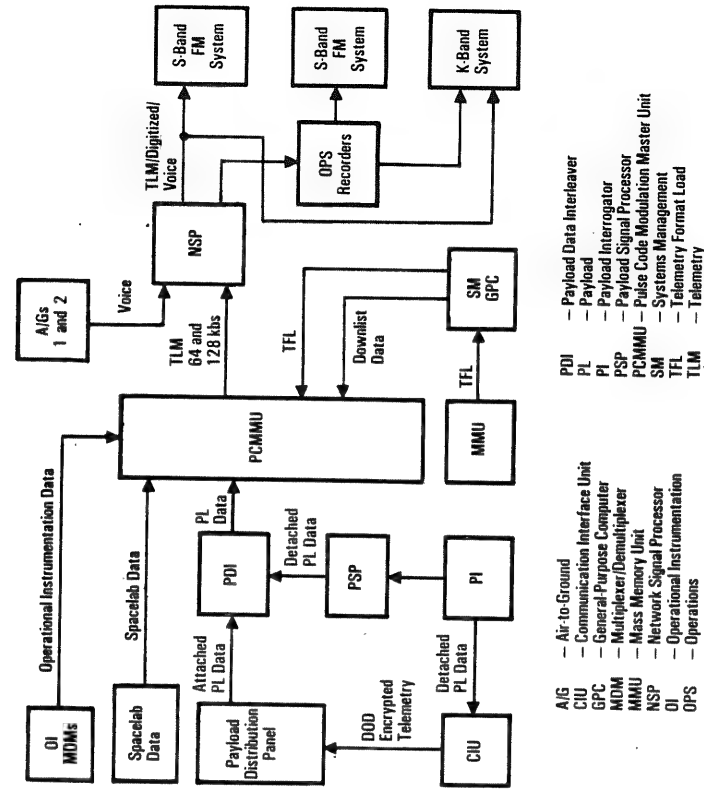 OI
MDMs
Operational Instrumentation Data
Spacelab
Data
Spacelab Data
Payload
Distribution
Panel
Attached
PL Data
DOD
Encrypted
Telemetry
CIU
Detached
PL Data
PI
PSP
Detached
PL Data
PDI
PL
Data
PCMMU
MMU
TFL
SM
GPC
TFL
Downlist
Data
A/Gs
1 and 2
Voice
TLM
64 and
128 kbs
NSP
TLM/Digitized/
Voice
OPS
Recorders
S-Band
FM
System
S-Band
FM
System
K-Band
System
A/G — Air-to-Ground
CIU — Communication Interface Unit
GPC — General-Purpose Computer
MDM — Multiplexer/Demultiplexer
MMU — Mass Memory Unit
NSP — Network Signal Processor
OI — Operational Instrumentation
OPS — Operations
PDI — Payload Data Interleaver
PL — Payload
PI — Payload Interrogator
PSP — Payload Signal Processor
PCMMU — Pulse Code Modulation Master Unit
SM — Systems Management
TFL — Telemetry Format Load
TLM — Telemetry